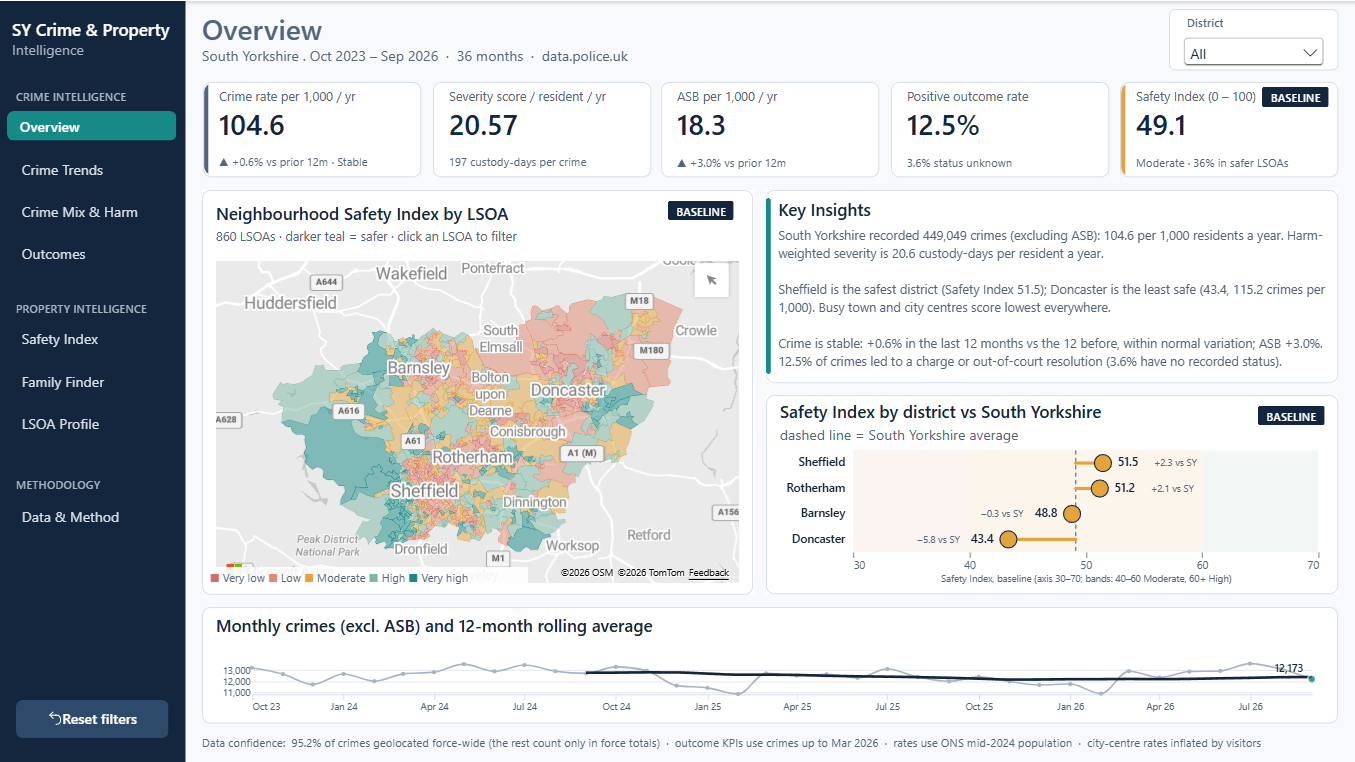 SY Crime & Property
Intelligence
CRIME INTELLIGENCE
Overview
Crime Trends
Crime Mix & Harm
Outcomes
PROPERTY INTELLIGENCE
Safety Index
Family Finder
LSOA Profile
METHODOLOGY
Data & Method
Reset filters
Overview
South Yorkshire . Oct 2023 – Sep 2026 · 36 months · data.police.uk
District
All
Crime rate per 1,000 / yr
104.6
▲ +0.6% vs prior 12m · Stable
Severity score / resident / yr
20.57
197 custody-days per crime
ASB per 1,000 / yr
18.3
▲ +3.0% vs prior 12m
Positive outcome rate
12.5%
3.6% status unknown
Safety Index (0 – 100) BASELINE
49.1
Moderate · 36% in safer LSOAs
Neighbourhood Safety Index by LSOA BASELINE
860 LSOAs · darker teal = safer · click an LSOA to filter
Wakefield
Pontefract
A644
Huddersfield
M18
South
Elmsall
Crowle
M180
Barnsley
Bolton
upon
Dearne
Doncaster
A616
A628
A61
Conisbrough
Rotherham
A1 (M)
Sheffield
Dinnington
A156
Peak District
National Park
Dronfield
M1
Worksop
Retford
©2026 OSM ©2026 TomTom Feedback
Very low Low Moderate High Very high
Key Insights
South Yorkshire recorded 449,049 crimes (excluding ASB): 104.6 per 1,000 residents a year. Harm-
weighted severity is 20.6 custody-days per resident a year.
Sheffield is the safest district (Safety Index 51.5); Doncaster is the least safe (43.4, 115.2 crimes per
1,000). Busy town and city centres score lowest everywhere.
Crime is stable: +0.6% in the last 12 months vs the 12 before, within normal variation; ASB +3.0%.
12.5% of crimes led to a charge or out-of-court resolution (3.6% have no recorded status).
Safety Index by district vs South Yorkshire BASELINE
dashed line = South Yorkshire average
Sheffield 51.5 +2.3 vs SY
Rotherham 51.2 +2.1 vs SY
Barnsley −0.3 vs SY 48.8
Doncaster −5.8 vs SY 43.4
30 40 50 60 70
Safety Index, baseline (axis 30–70; bands: 40–60 Moderate, 60+ High)
Monthly crimes (excl. ASB) and 12-month rolling average
13,000
12,000
11,000
12,173
Oct 23 Jan 24 Apr 24 Jul 24 Oct 24 Jan 25 Apr 25 Jul 25 Oct 25 Jan 26 Apr 26 Jul 26
Data confidence: 95.2% of crimes geolocated force-wide (the rest count only in force totals) · outcome KPIs use crimes up to Mar 2026 · rates use ONS mid-2024 population · city-centre rates inflated by visitors